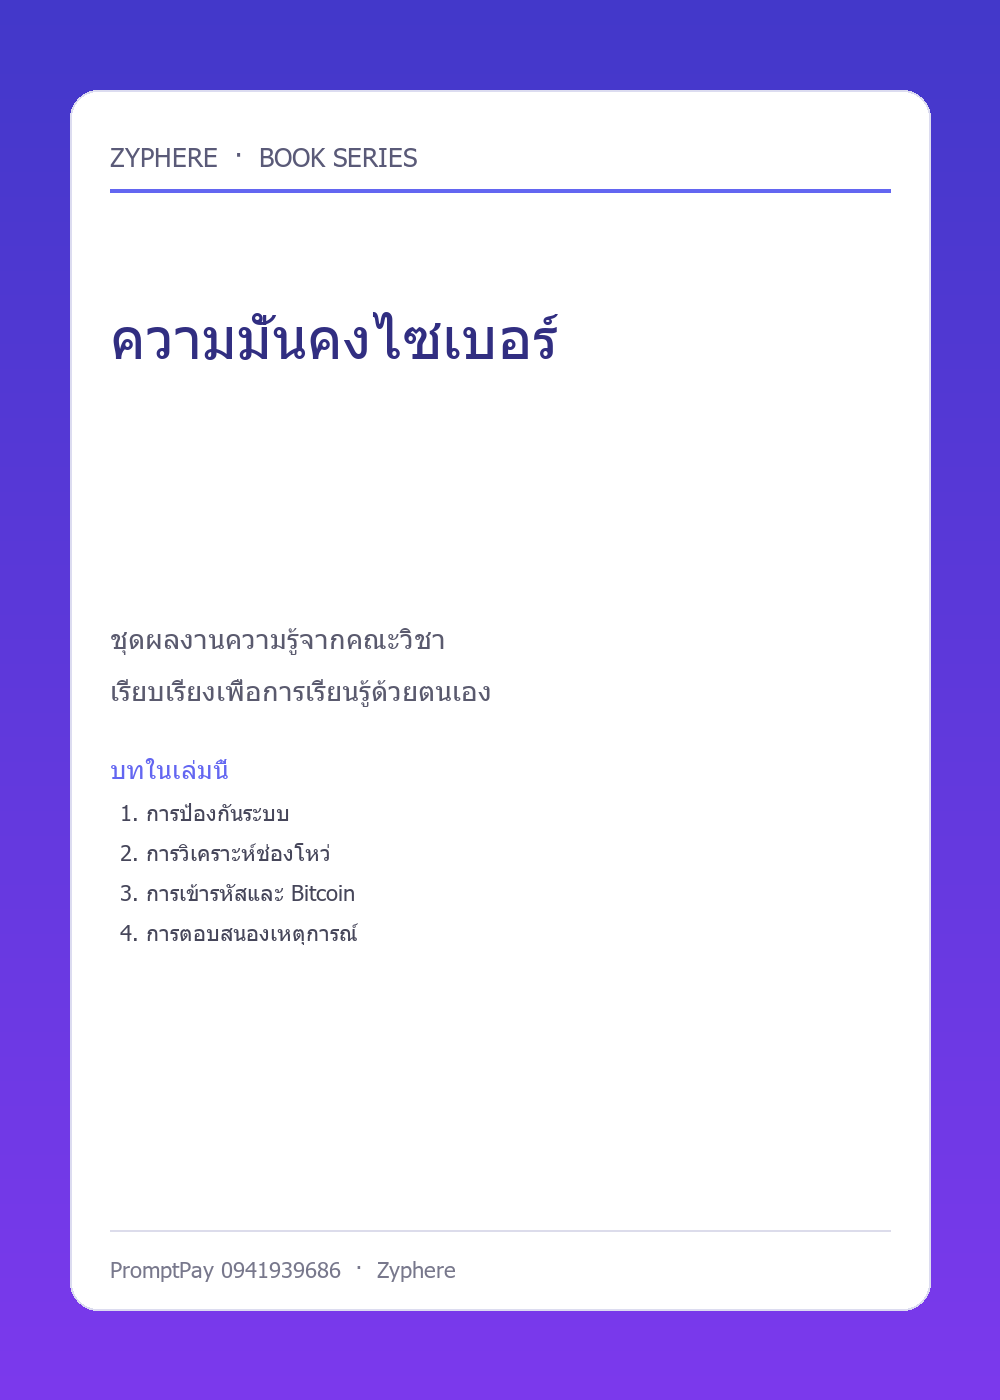 ZYPHERE · BOOK SERIES
ความมั่นคงไซเบอร์
ชุดผลงานความรู้จากคณะวิชา
เรียบเรียงเพื่อการเรียนรู้ด้วยตนเอง
บทในเล่มนี้
1. การป้องกันระบบ
2. การวิเคราะห์ช่องโหว่
3. การเข้ารหัสและ Bitcoin
4. การตอบสนองเหตุการณ์
PromptPay 0941939686 · Zyphere